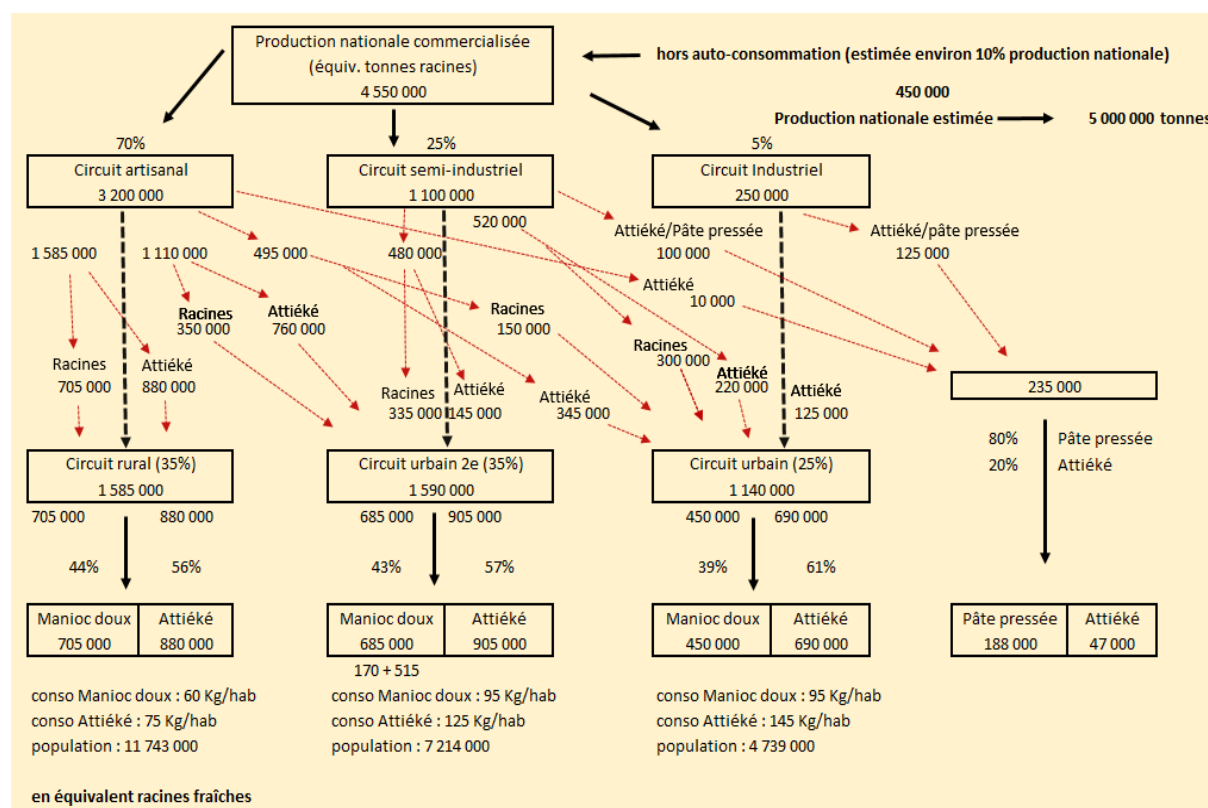 Production nationale commercialisée
(équiv. tonnes racines)
4 550 000
hors auto-consommation (estimée environ 10% production nationale)
450 000
Production nationale estimée
5 000 000 tonnes
70%
25%
5%
Circuit artisanal
3 200 000
Circuit semi-industriel
1 100 000
Circuit Industriel
250 000
520 000
Attiéké/Pâte pressée
100 000
Attiéké/pâte pressée
125 000
1 585 000
1 110 000
495 000
480 000
Attiéké
10 000
Racines
350 000
Attiéké
760 000
Racines
150 000
Racines
300 000
Racines
705 000
Attiéké
880 000
Racines
335 000
Attiéké
145 000
Attiéké
345 000
Attiéké
220 000
Attiéké
125 000
235 000
80% Pâte pressée
20% Attiéké
Circuit rural (35%)
1 585 000
Circuit urbain 2e (35%)
1 590 000
Circuit urbain (25%)
1 140 000
705 000 880 000
685 000 905 000
450 000 690 000
44% 56%
43% 57%
39% 61%
Manioc doux Attiéké
705 000 880 000
Manioc doux Attiéké
685 000 905 000
170 + 515
Manioc doux Attiéké
450 000 690 000
Pâte pressée Attiéké
188 000 47 000
conso Manioc doux : 60 Kg/hab
conso Attiéké : 75 Kg/hab
population : 11 743 000
conso Manioc doux : 95 Kg/hab
conso Attiéké : 125 Kg/hab
population : 7 214 000
conso Manioc doux : 95 Kg/hab
conso Attiéké : 145 Kg/hab
population : 4 739 000
en équivalent racines fraîches